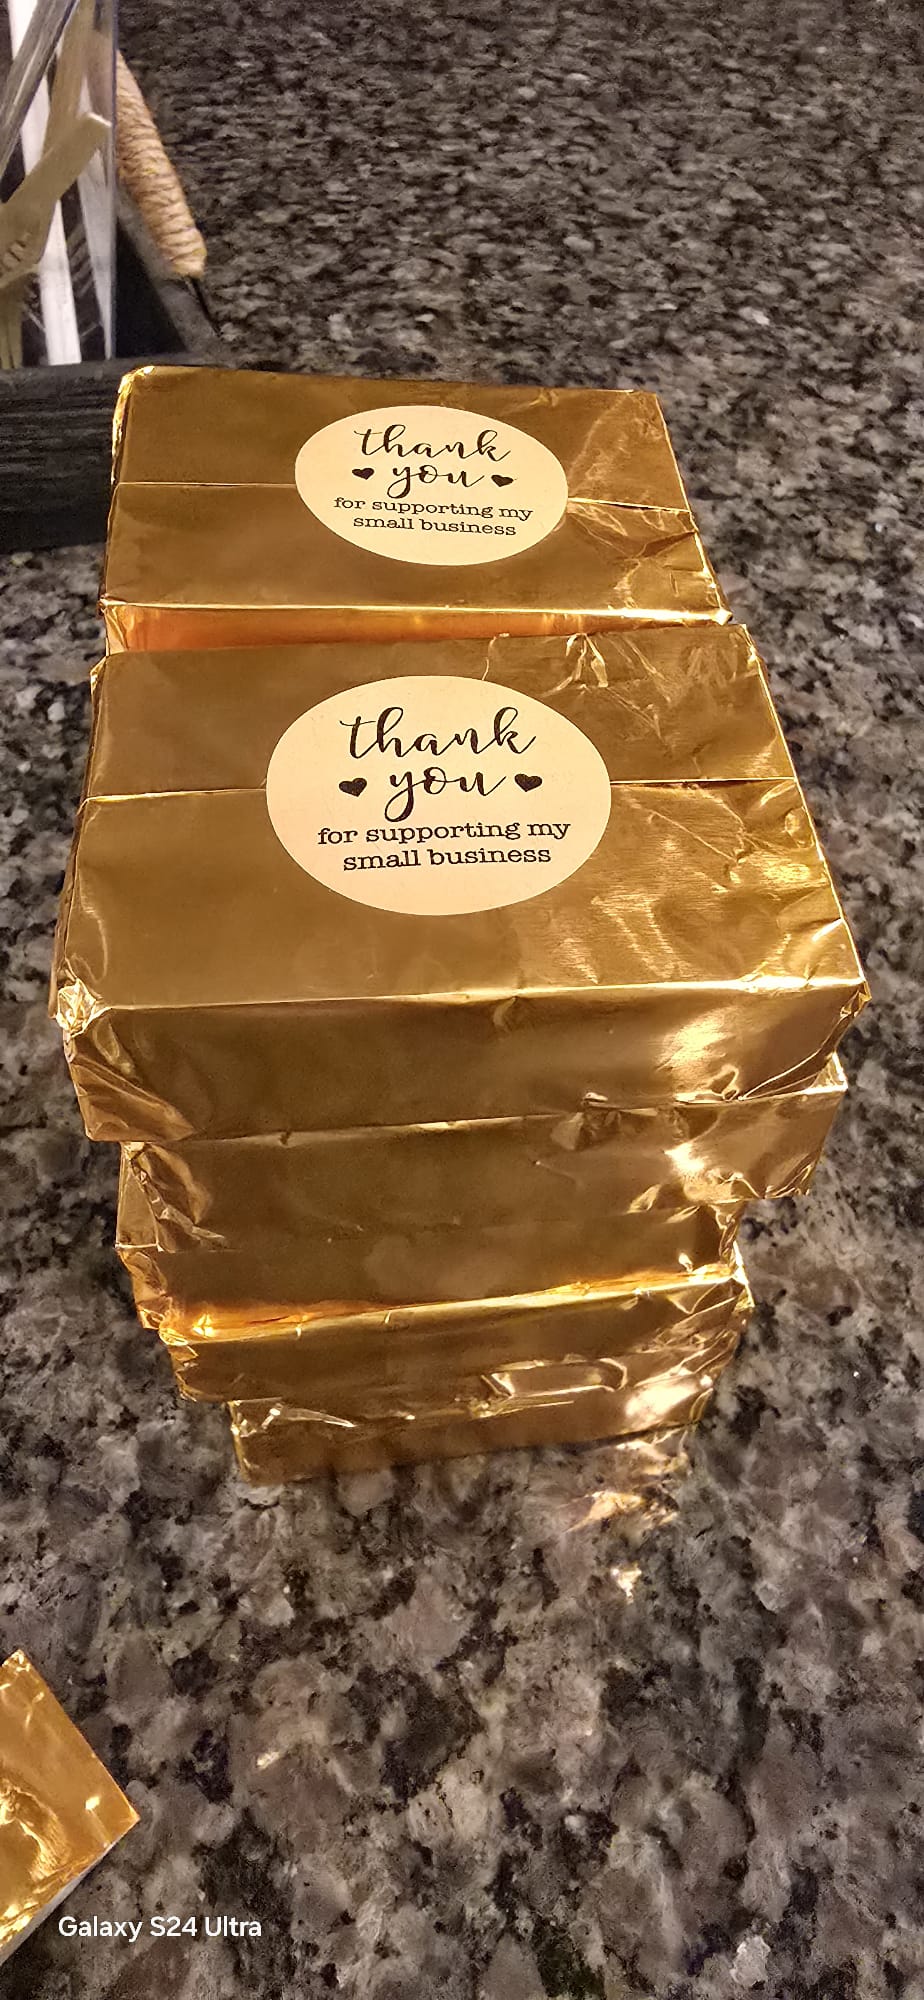 thank
you
for supporting my
small business
thank
you
for supporting my
small business
Galaxy S24 Ultra